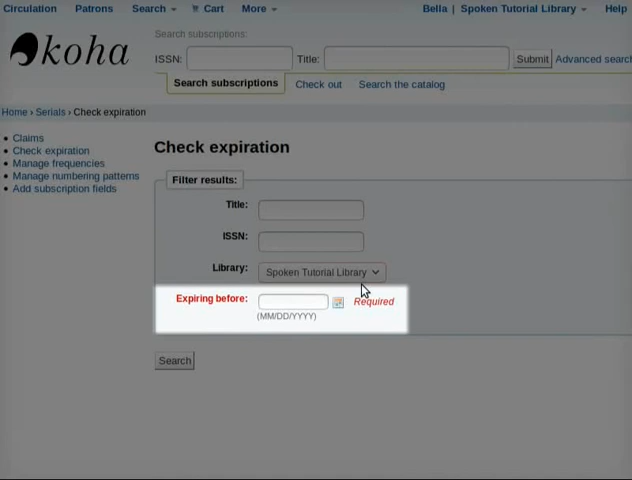 Circulation Patrons Search Cart More Bella | Spoken Tutorial Library Help
Search subscriptions:
koha
ISSN: Title: Submit Advanced search
Search subscriptions Check out Search the catalog
Home › Serials › Check expiration
Claims
Check expiration
Manage frequencies
Manage numbering patterns
Add subscription fields
Check expiration
Filter results:
Title:
ISSN:
Library: Spoken Tutorial Library
Expiring before: Required
(MM/DD/YYYY)
Search